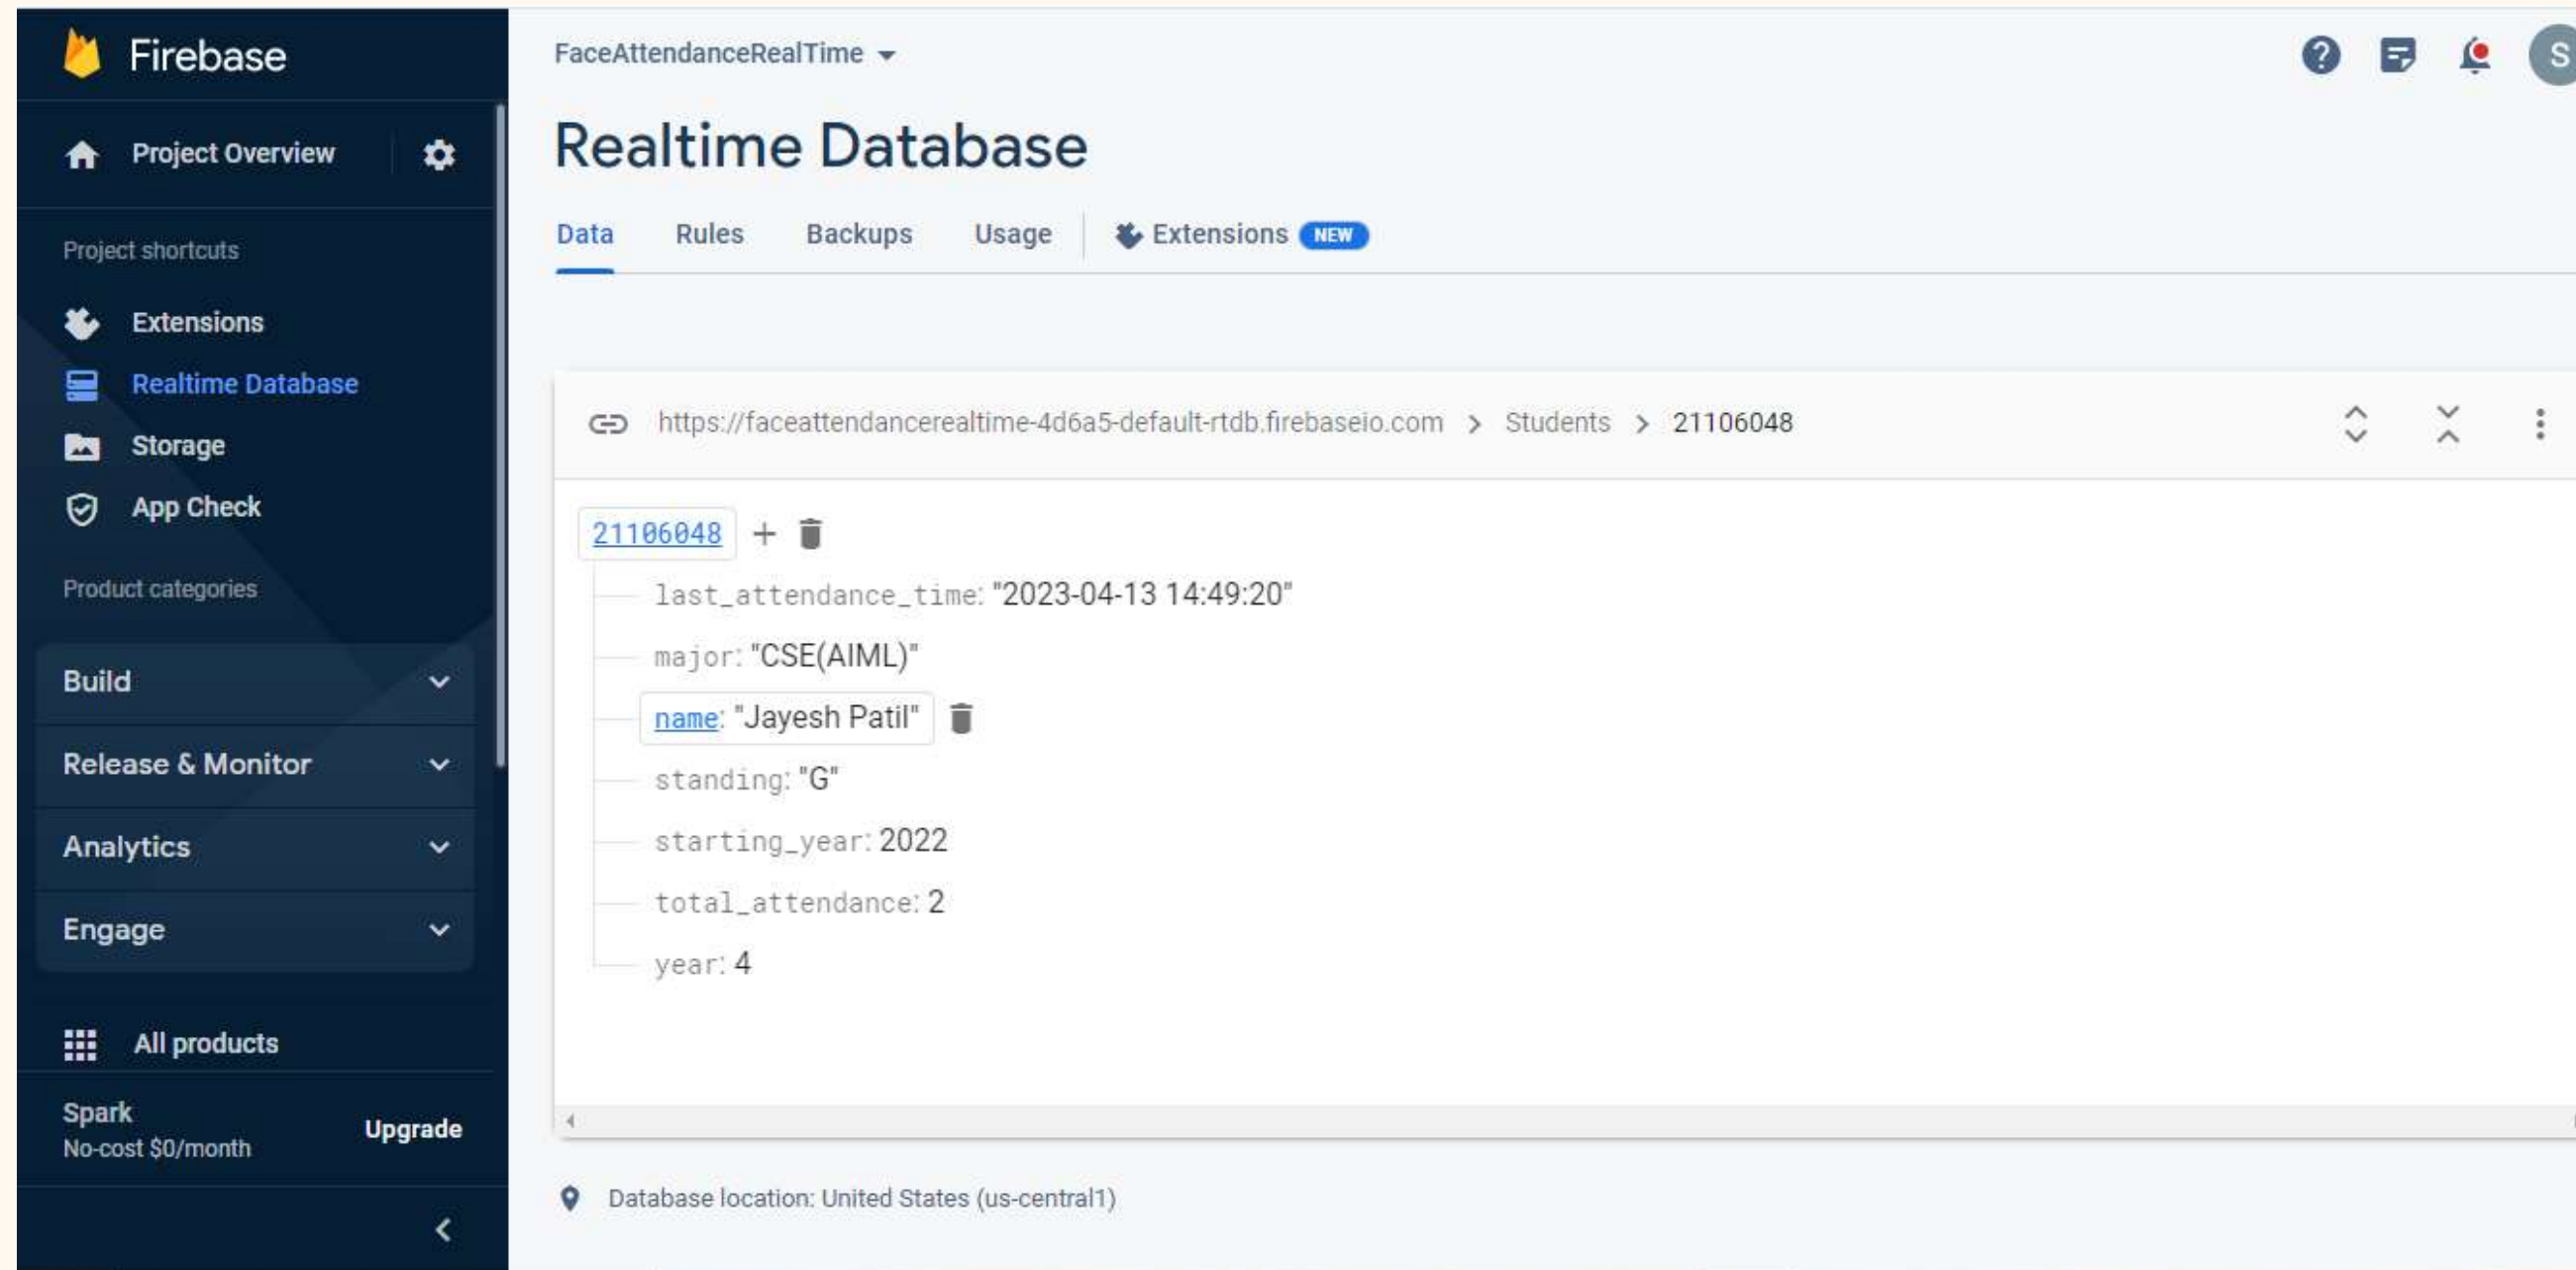 Firebase
Project Overview
Project shortcuts
Extensions
Realtime Database
Storage
App Check
Product categories
Build
Release & Monitor
Analytics
Engage
All products
Spark
No-cost $0/month
Upgrade
FaceAttendanceRealTime
S
Realtime Database
Data Rules Backups Usage Extensions NEW
https://faceattendancerealtime-4d6a5-default-rtdb.firebaseio.com > Students > 21106048
21106048
last_attendance_time: "2023-04-13 14:49:20"
major: "CSE(AIML)"
name: "Jayesh Patil"
standing: "G"
starting_year: 2022
total_attendance: 2
year: 4
Database location: United States (us-central1)